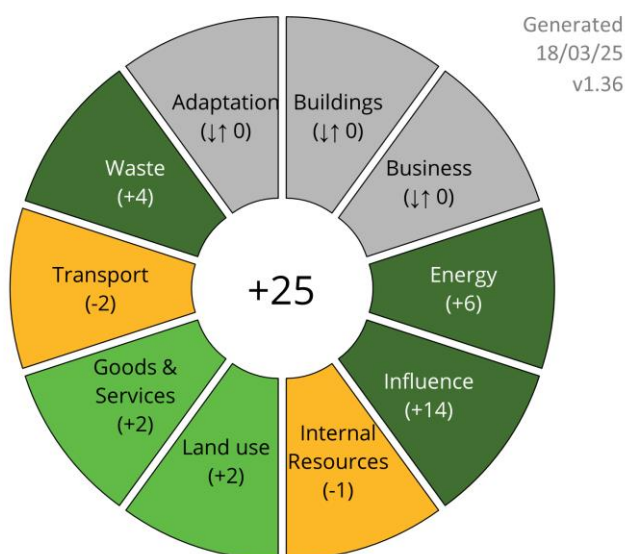 Generated
18/03/25
v1.36
Adaptation
(↓↑ 0)
Buildings
(↓↑ 0)
Business
(↓↑ 0)
Energy
(+6)
Influence
(+14)
Internal
Resources
(-1)
Land use
(+2)
Goods &
Services
(+2)
Transport
(-2)
Waste
(+4)
+25